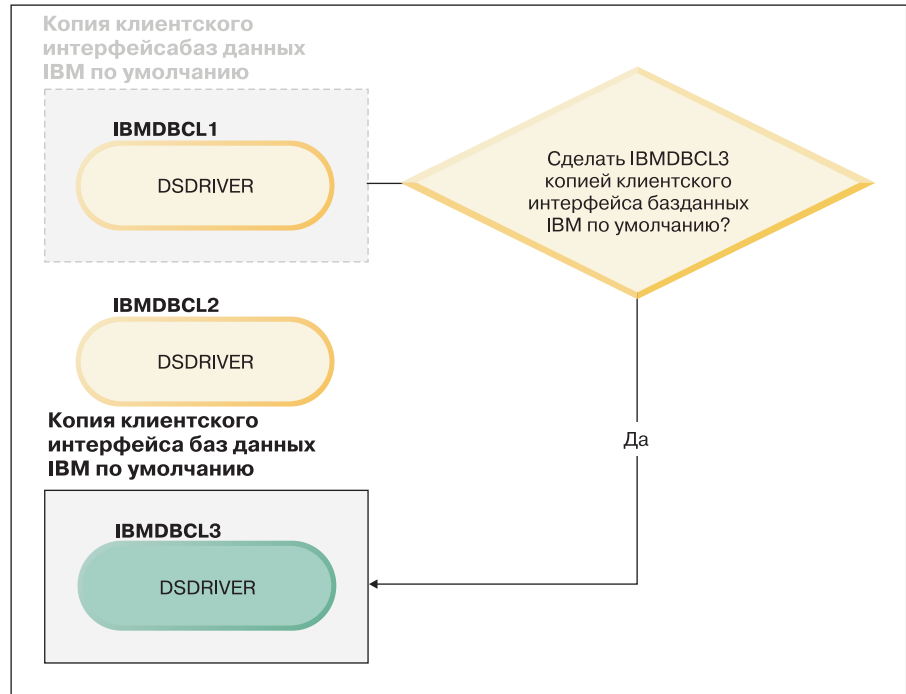 Копия клиентского
интерфейсабаз данных
IBM по умолчанию
IBMDBCL1
DSDRIVER
Сделать IBMDBCL3
копией клиентского
интерфейса базданных
IBM по умолчанию?
IBMDBCL2
DSDRIVER
Копия клиентского
интерфейса баз данных
IBM по умолчанию
Да
IBMDBCL3
DSDRIVER